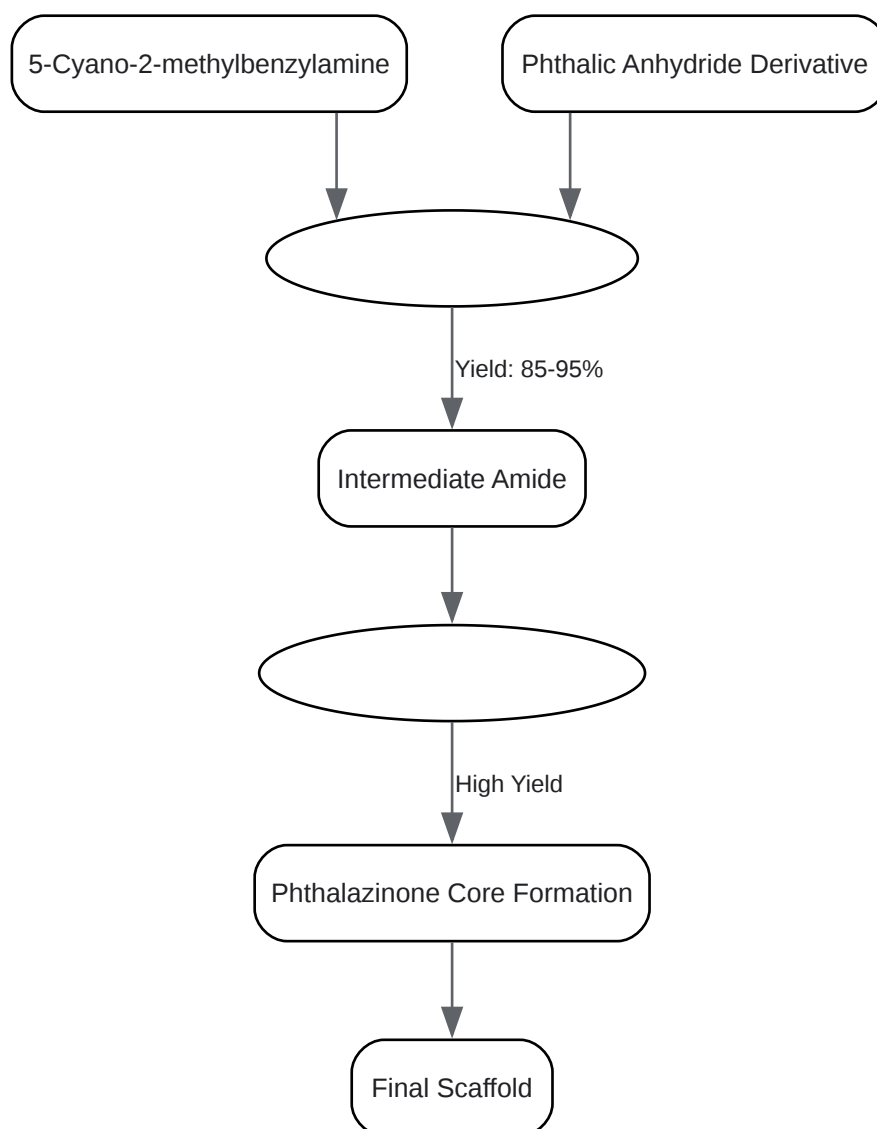 5-Cyano-2-methylbenzylamine
Phthalic Anhydride Derivative
Yield: 85-95%
Intermediate Amide
High Yield
Phthalazinone Core Formation
Final Scaffold